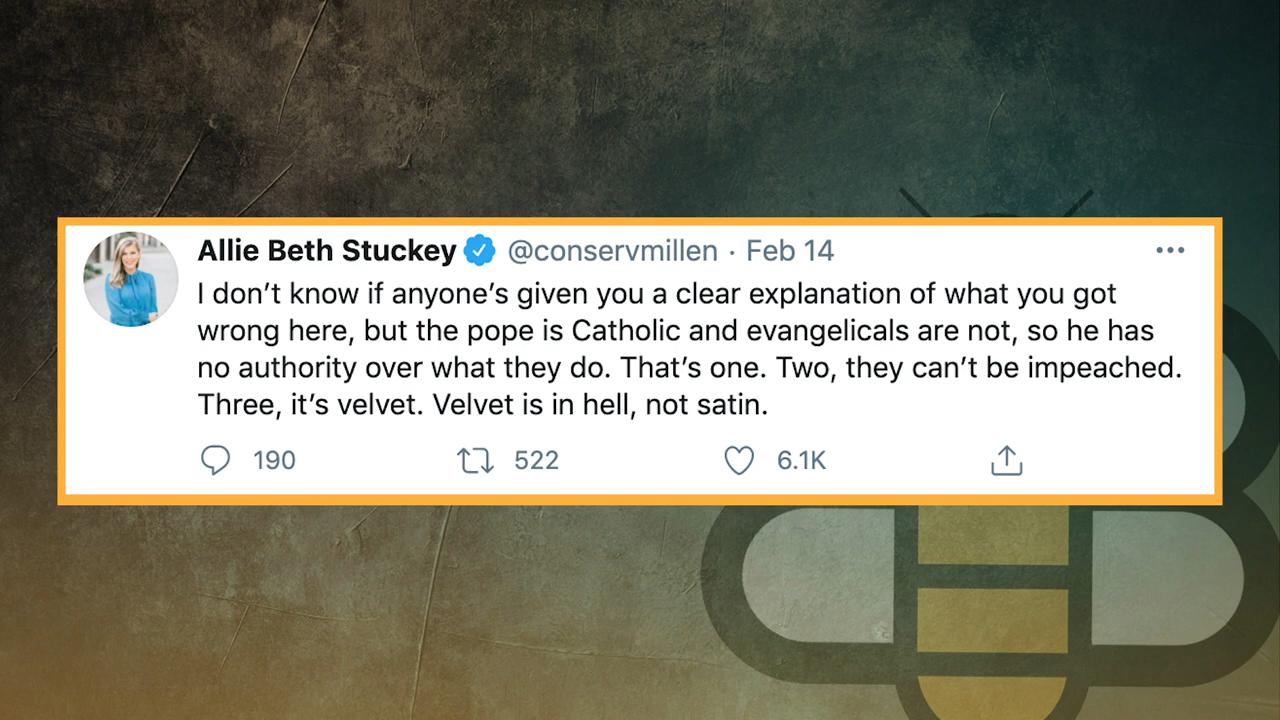 Allie Beth Stuckey @conservmillen · Feb 14
I don’t know if anyone’s given you a clear explanation of what you got
wrong here, but the pope is Catholic and evangelicals are not, so he has
no authority over what they do. That’s one. Two, they can’t be impeached.
Three, it’s velvet. Velvet is in hell, not satin.
190 522 6.1K